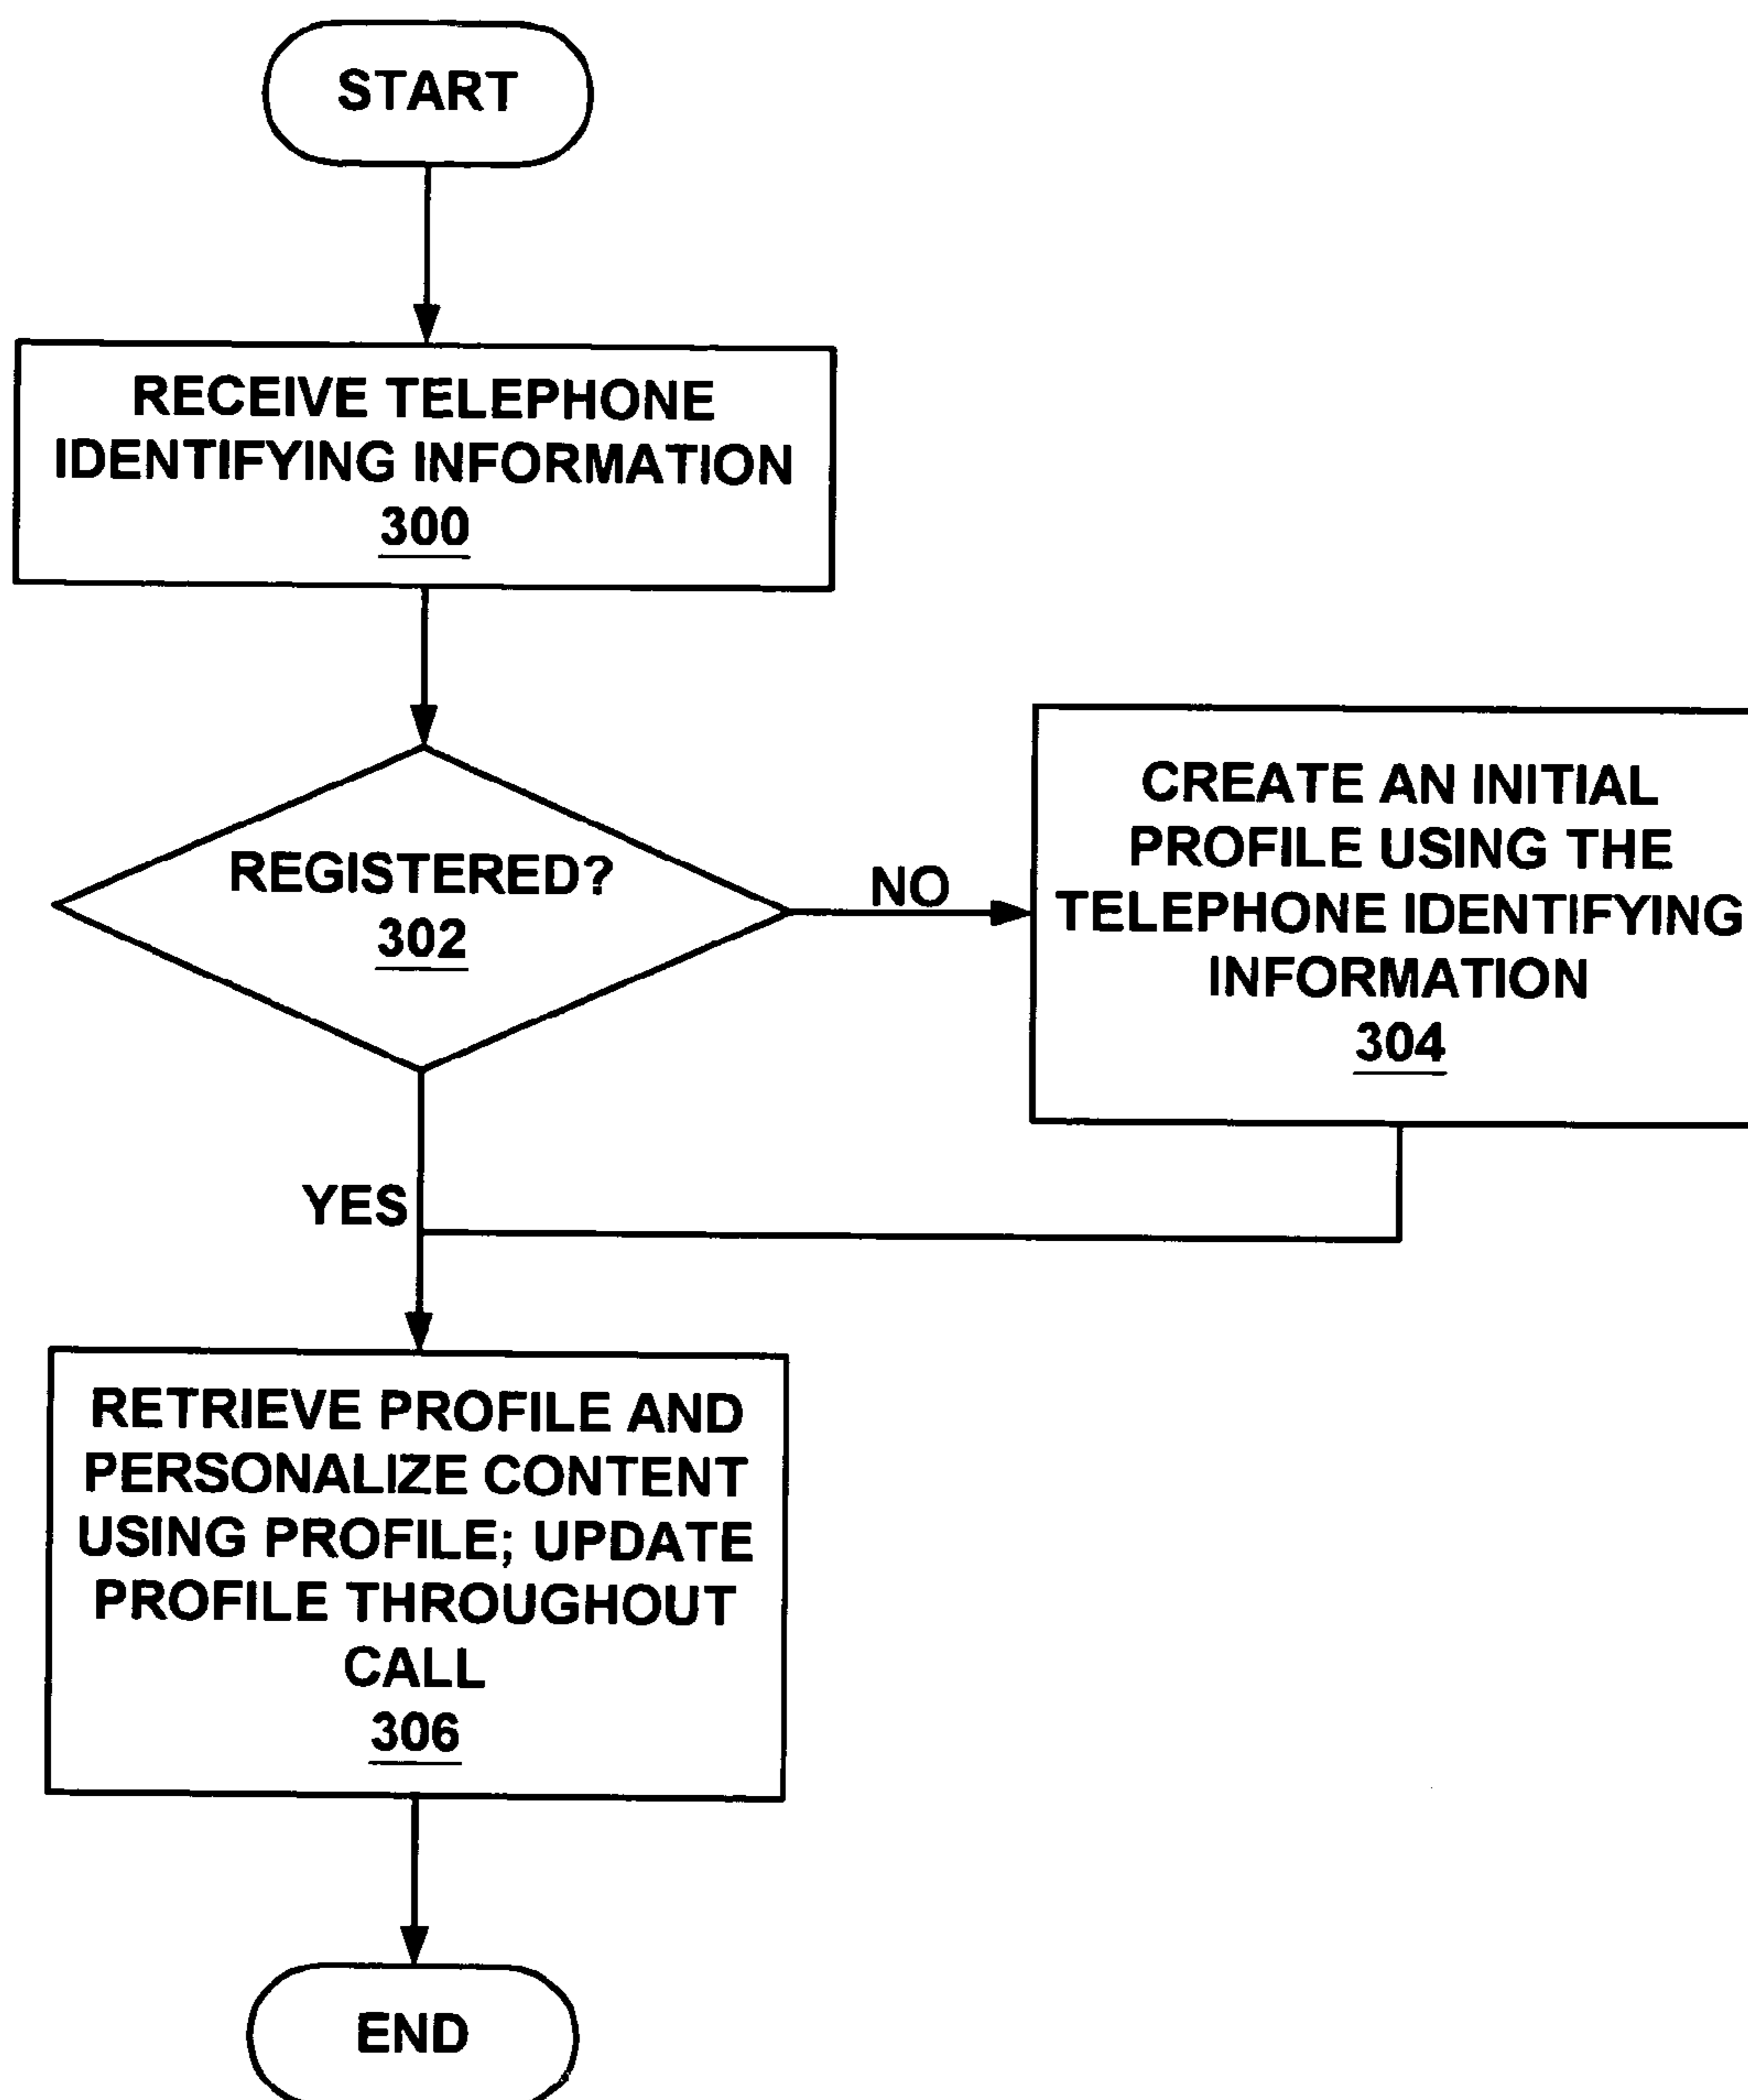 START
RECEIVE TELEPHONE
IDENTIFYING INFORMATION
300
REGISTERED?
302
NO
CREATE AN INITIAL
PROFILE USING THE
TELEPHONE IDENTIFYING
INFORMATION
304
YES
RETRIEVE PROFILE AND
PERSONALIZE CONTENT
USING PROFILE; UPDATE
PROFILE THROUGHOUT
CALL
306
END